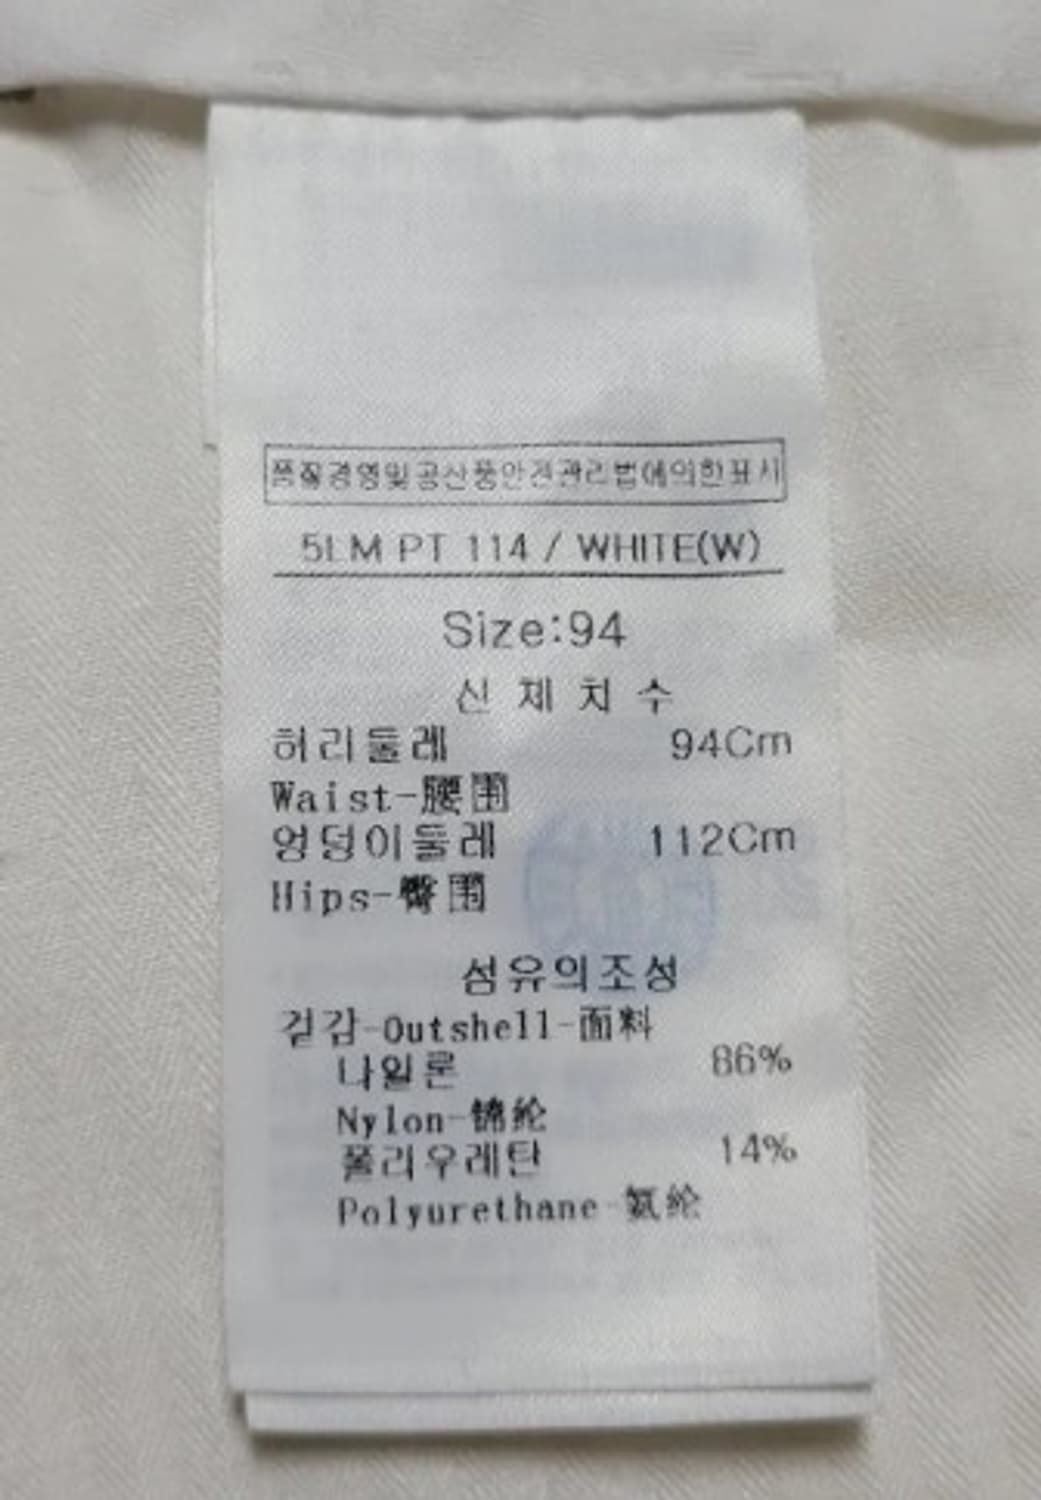 품질경영및공산품안전관리법에의한표시
5LM PT 114 / WHITE(W)
Size:94
신 체 치 수
허리둘레 94Cm
Waist-腰围
엉덩이둘레 112Cm
Hips-臀围
섬유의조성
겉감-Outshell-面料
나일론 86%
Nylon-锦纶
폴리우레탄 14%
Polyurethane-氨纶